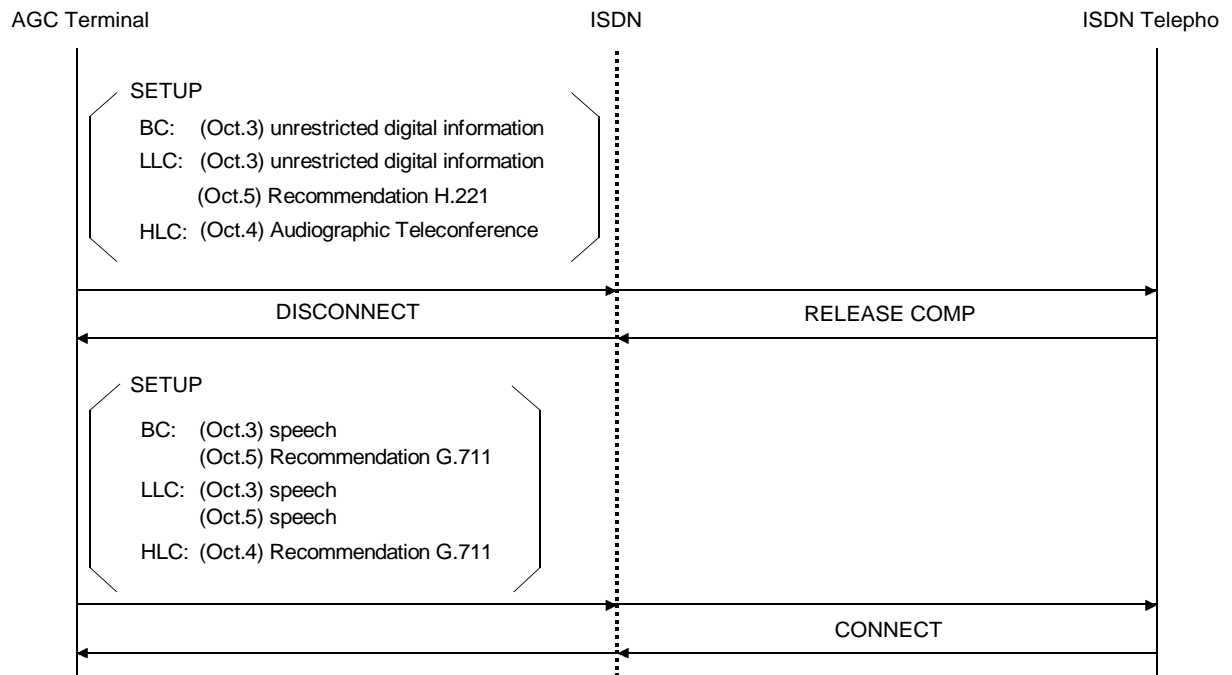 AGC Terminal
ISDN
ISDN Telepho
SETUP
BC: (Oct.3) unrestricted digital information
LLC: (Oct.3) unrestricted digital information
(Oct.5) Recommendation H.221
HLC: (Oct.4) Audiographic Teleconference
DISCONNECT
RELEASE COMP
SETUP
BC: (Oct.3) speech
(Oct.5) Recommendation G.711
LLC: (Oct.3) speech
(Oct.5) speech
HLC: (Oct.4) Recommendation G.711
CONNECT